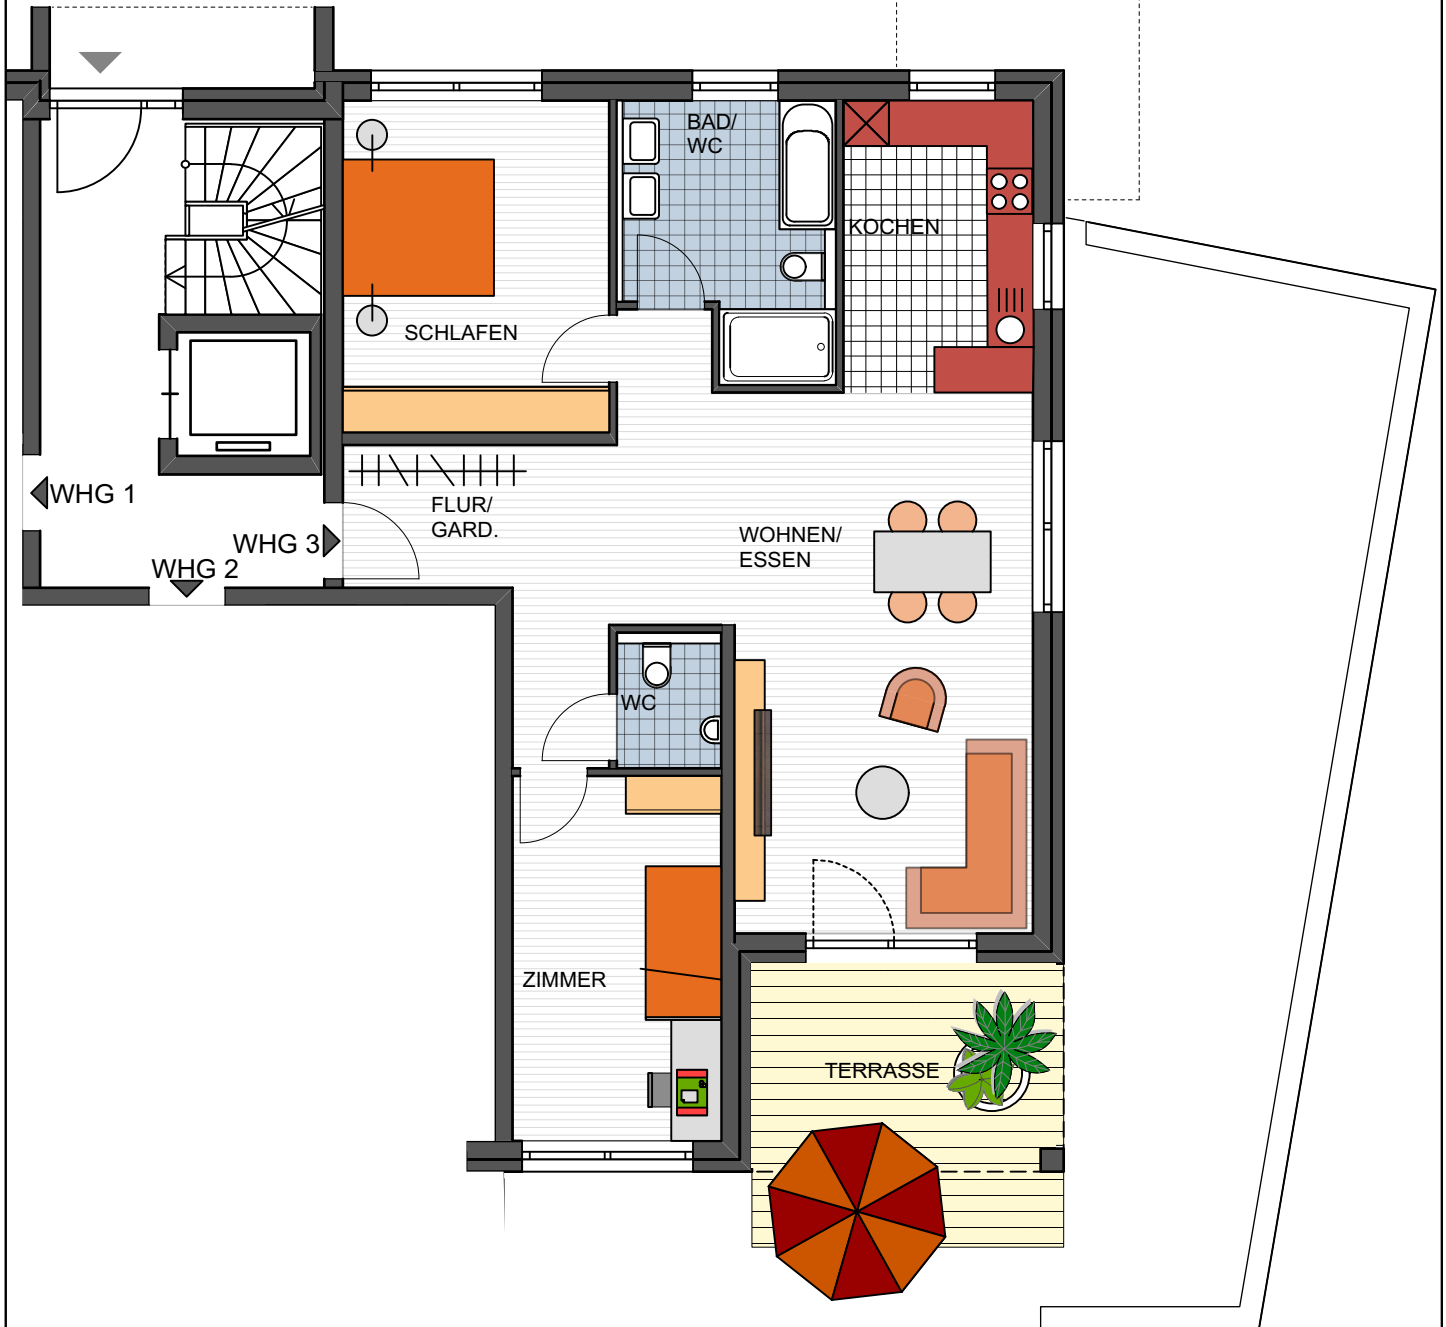 BAD/
WC
KOCHEN
SCHLAFEN
WHG 1
FLUR/
GARD.
WHG 3
WHG 2
WOHNEN/
ESSEN
WC
ZIMMER
TERRASSE